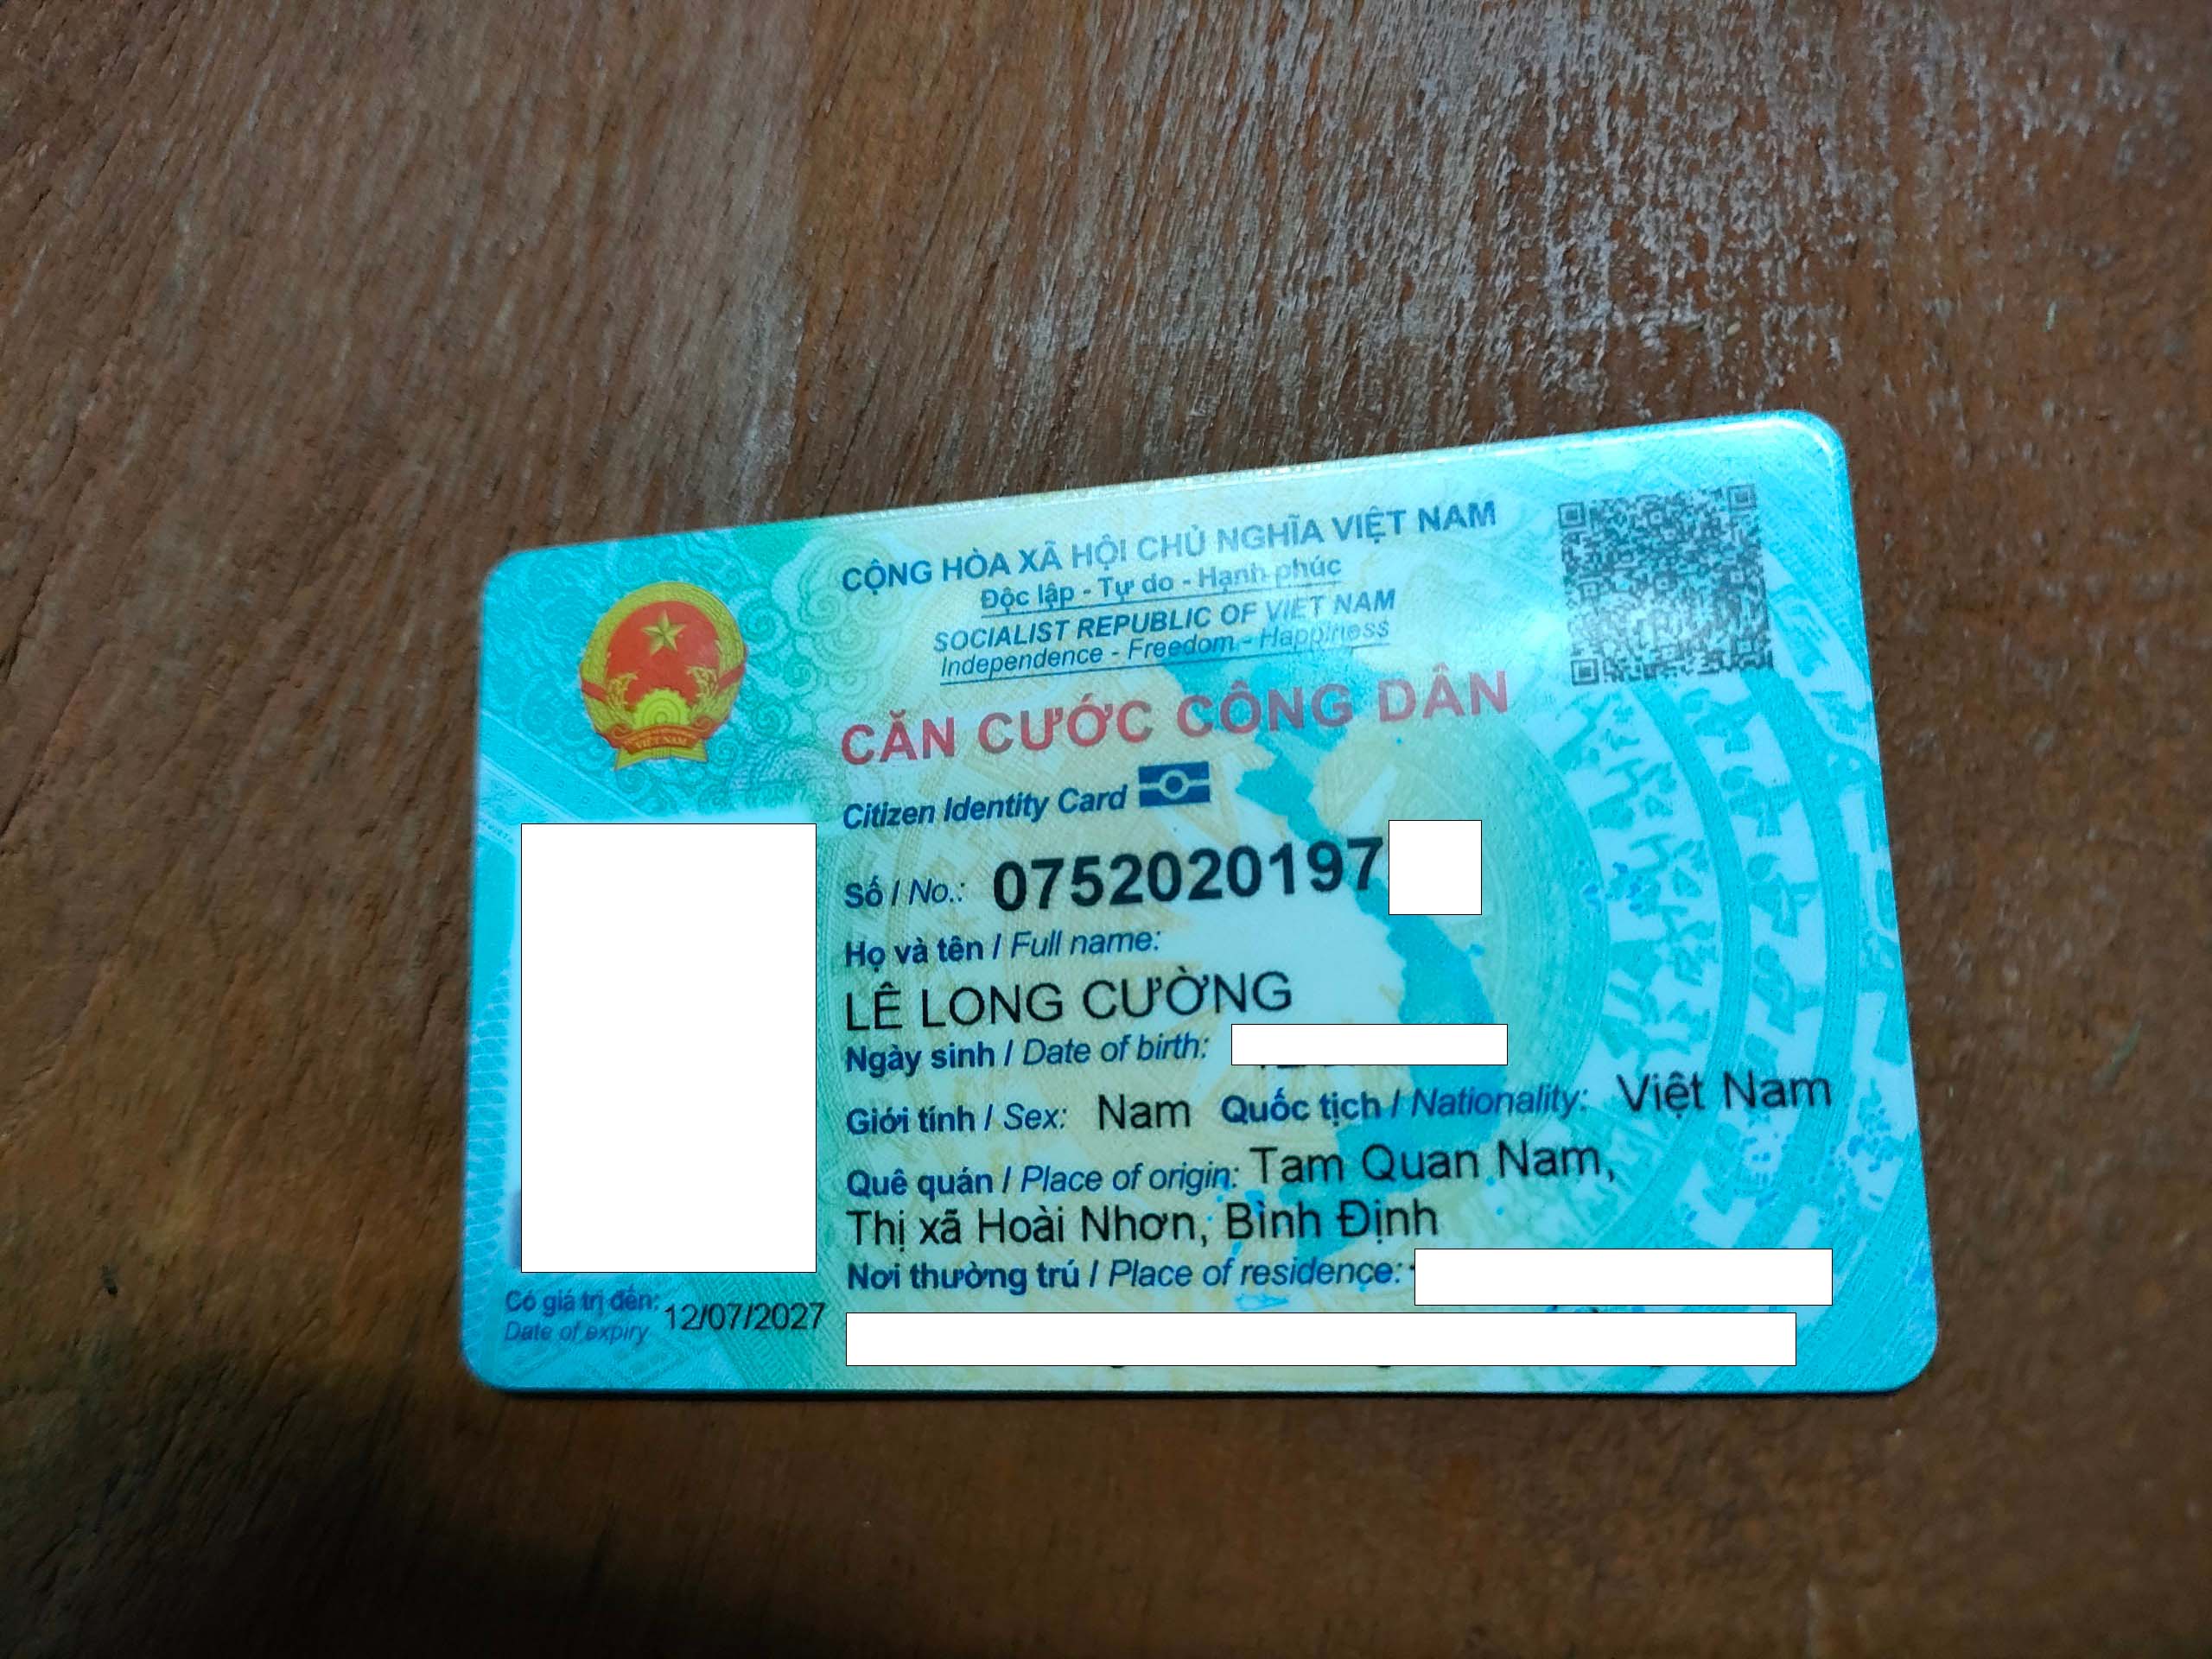 CỘNG HÒA XÃ HỘI CHỦ NGHĨA VIỆT NAM
Độc lập - Tự do - Hạnh phúc
SOCIALIST REPUBLIC OF VIET NAM
Independence - Freedom - Happiness
CĂN CƯỚC CÔNG DÂN
Citizen Identity Card
VIỆT NAM
Số / No.: 0752020197
Họ và tên / Full name:
LÊ LONG CƯỜNG
Ngày sinh / Date of birth:
Giới tính / Sex: Nam Quốc tịch / Nationality: Việt Nam
Quê quán / Place of origin: Tam Quan Nam,
Thị xã Hoài Nhơn, Bình Định
Nơi thường trú / Place of residence:
Có giá trị đến: 12/07/2027
Date of expiry